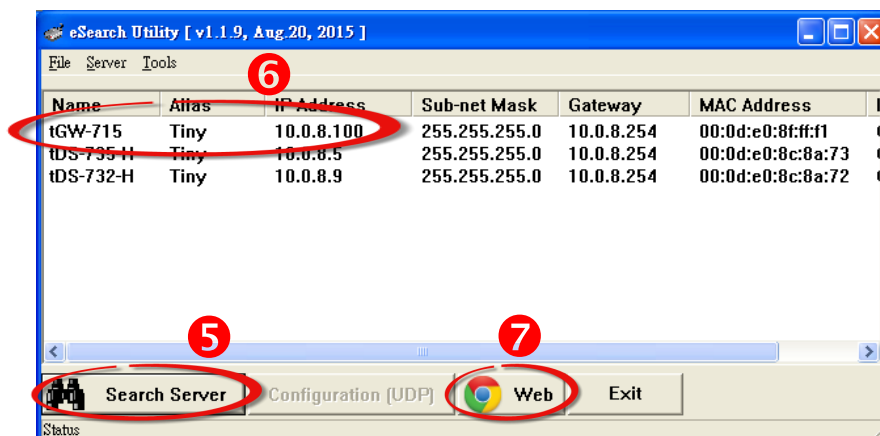 eSearch Utility [ v1.1.9, Aug.20, 2015 ]
File Server Tools
6
Name Alias IP Address Sub-net Mask Gateway MAC Address
tGW-715 Tiny 10.0.8.100 255.255.255.0 10.0.8.254 00:0d:e0:8f:ff:f1
tDS-735-H Tiny 10.0.8.5 255.255.255.0 10.0.8.254 00:0d:e0:8c:8a:73
tDS-732-H Tiny 10.0.8.9 255.255.255.0 10.0.8.254 00:0d:e0:8c:8a:72
5 7
Search Server Configuration (UDP) Web Exit
Status